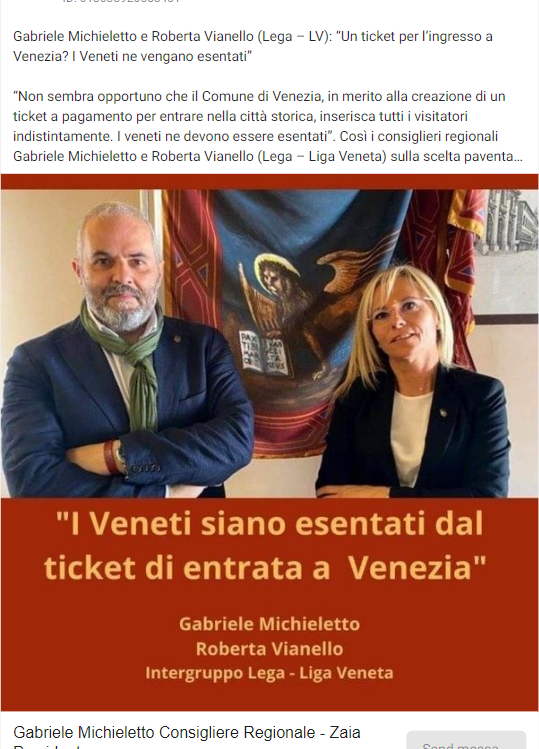 Gabriele Michieletto e Roberta Vianello (Lega – LV): “Un ticket per l’ingresso a
Venezia? I Veneti ne vengano esentati”
“Non sembra opportuno che il Comune di Venezia, in merito alla creazione di un
ticket a pagamento per entrare nella città storica, inserisca tutti i visitatori
indistintamente. I veneti ne devono essere esentati”. Così i consiglieri regionali
Gabriele Michieletto e Roberta Vianello (Lega – Liga Veneta) sulla scelta paventa...
PAX
TIBI
MAR
CE
"I Veneti siano esentati dal
ticket di entrata a Venezia"
Gabriele Michieletto
Roberta Vianello
Intergruppo Lega - Liga Veneta
Gabriele Michieletto Consigliere Regionale - Zaia